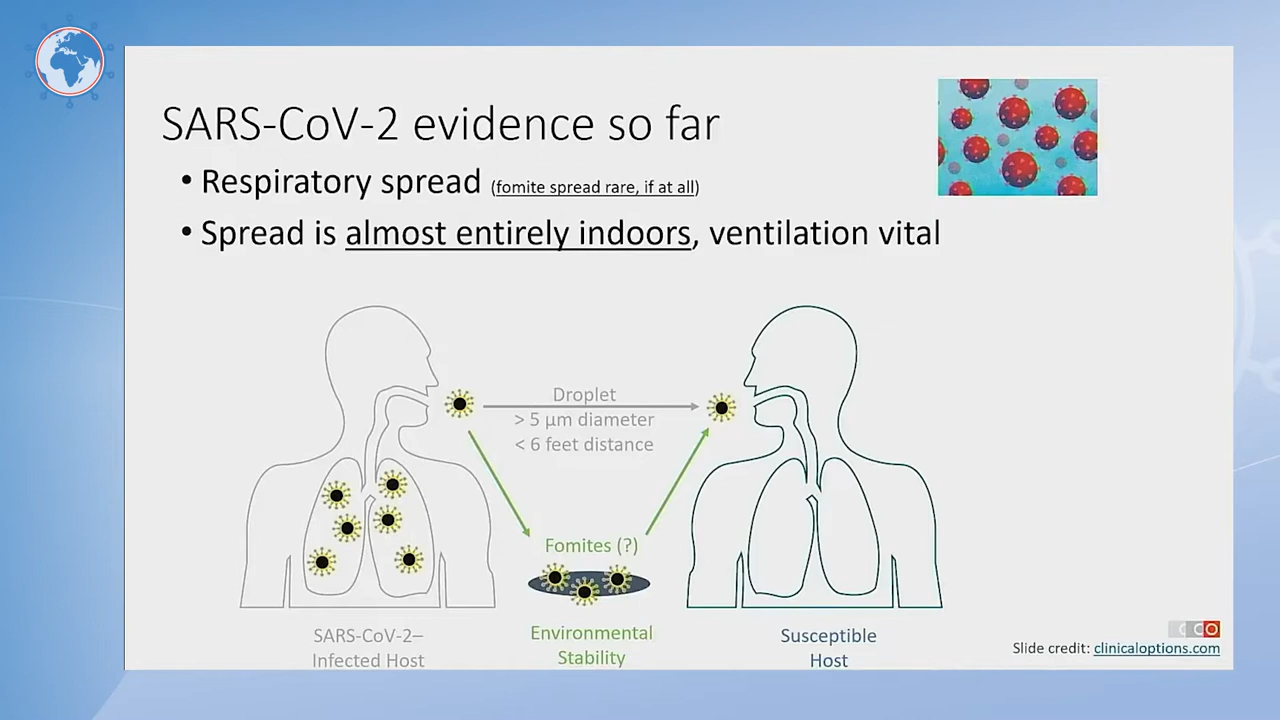 SARS-CoV-2 evidence so far
• Respiratory spread (fomite spread rare, if at all)
• Spread is almost entirely indoors, ventilation vital
Droplet
> 5 µm diameter
< 6 feet distance
Fomites (?)
SARS-CoV-2–
Infected Host
Environmental
Stability
Susceptible
Host
CCO
Slide credit: clinicaloptions.com